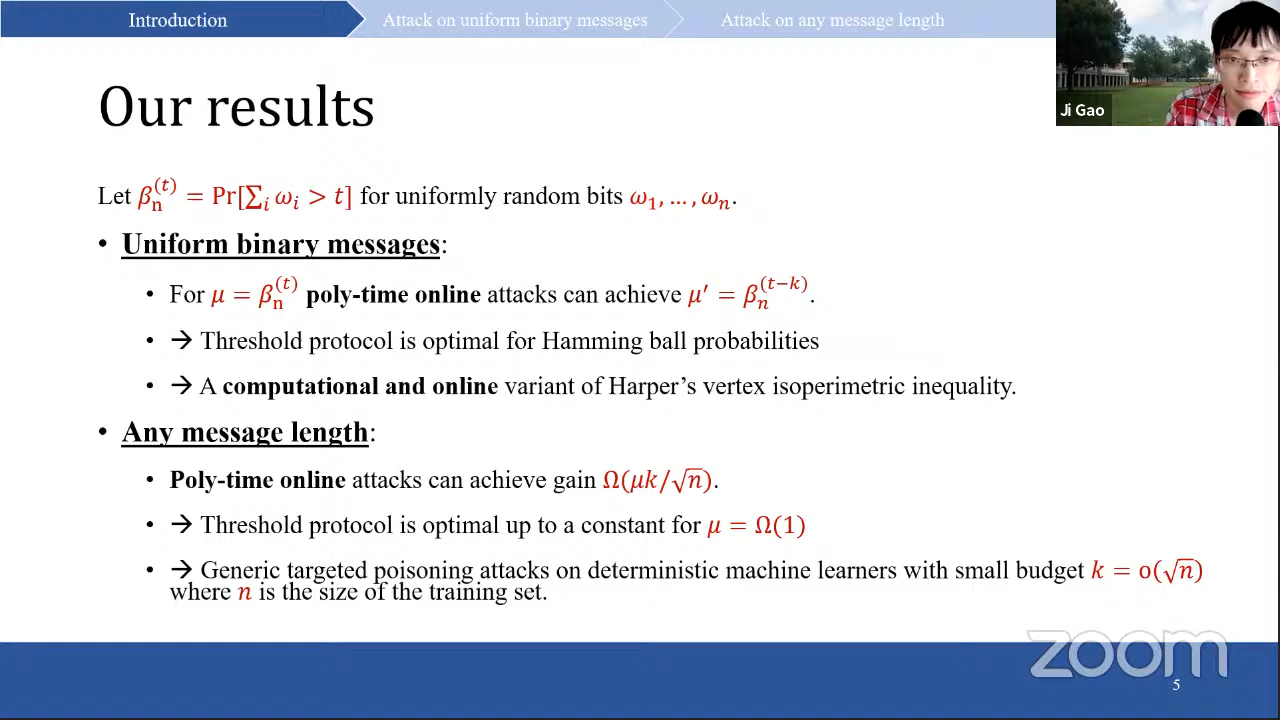 Introduction
Attack on uniform binary messages
Attack on any message length
Ji Gao
Our results
Let β_n^(t) = Pr[∑_i ω_i > t] for uniformly random bits ω_1, … , ω_n.
• Uniform binary messages:
• For μ = β_n^(t) poly-time online attacks can achieve μ′ = β_n^(t−k).
• → Threshold protocol is optimal for Hamming ball probabilities
• → A computational and online variant of Harper’s vertex isoperimetric inequality.
• Any message length:
• Poly-time online attacks can achieve gain Ω(μk/√n).
• → Threshold protocol is optimal up to a constant for μ = Ω(1)
• → Generic targeted poisoning attacks on deterministic machine learners with small budget k = o(√n)
where n is the size of the training set.
zoom
5